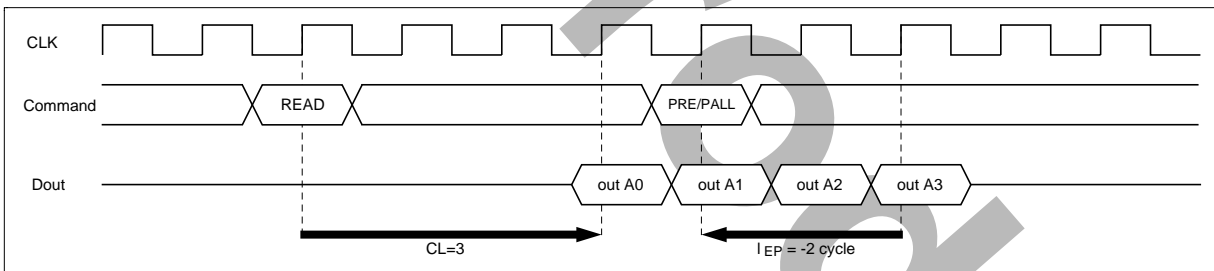 CLK
Command
READ
PRE/PALL
Dout
out A0
out A1
out A2
out A3
CL=3
l EP = -2 cycle